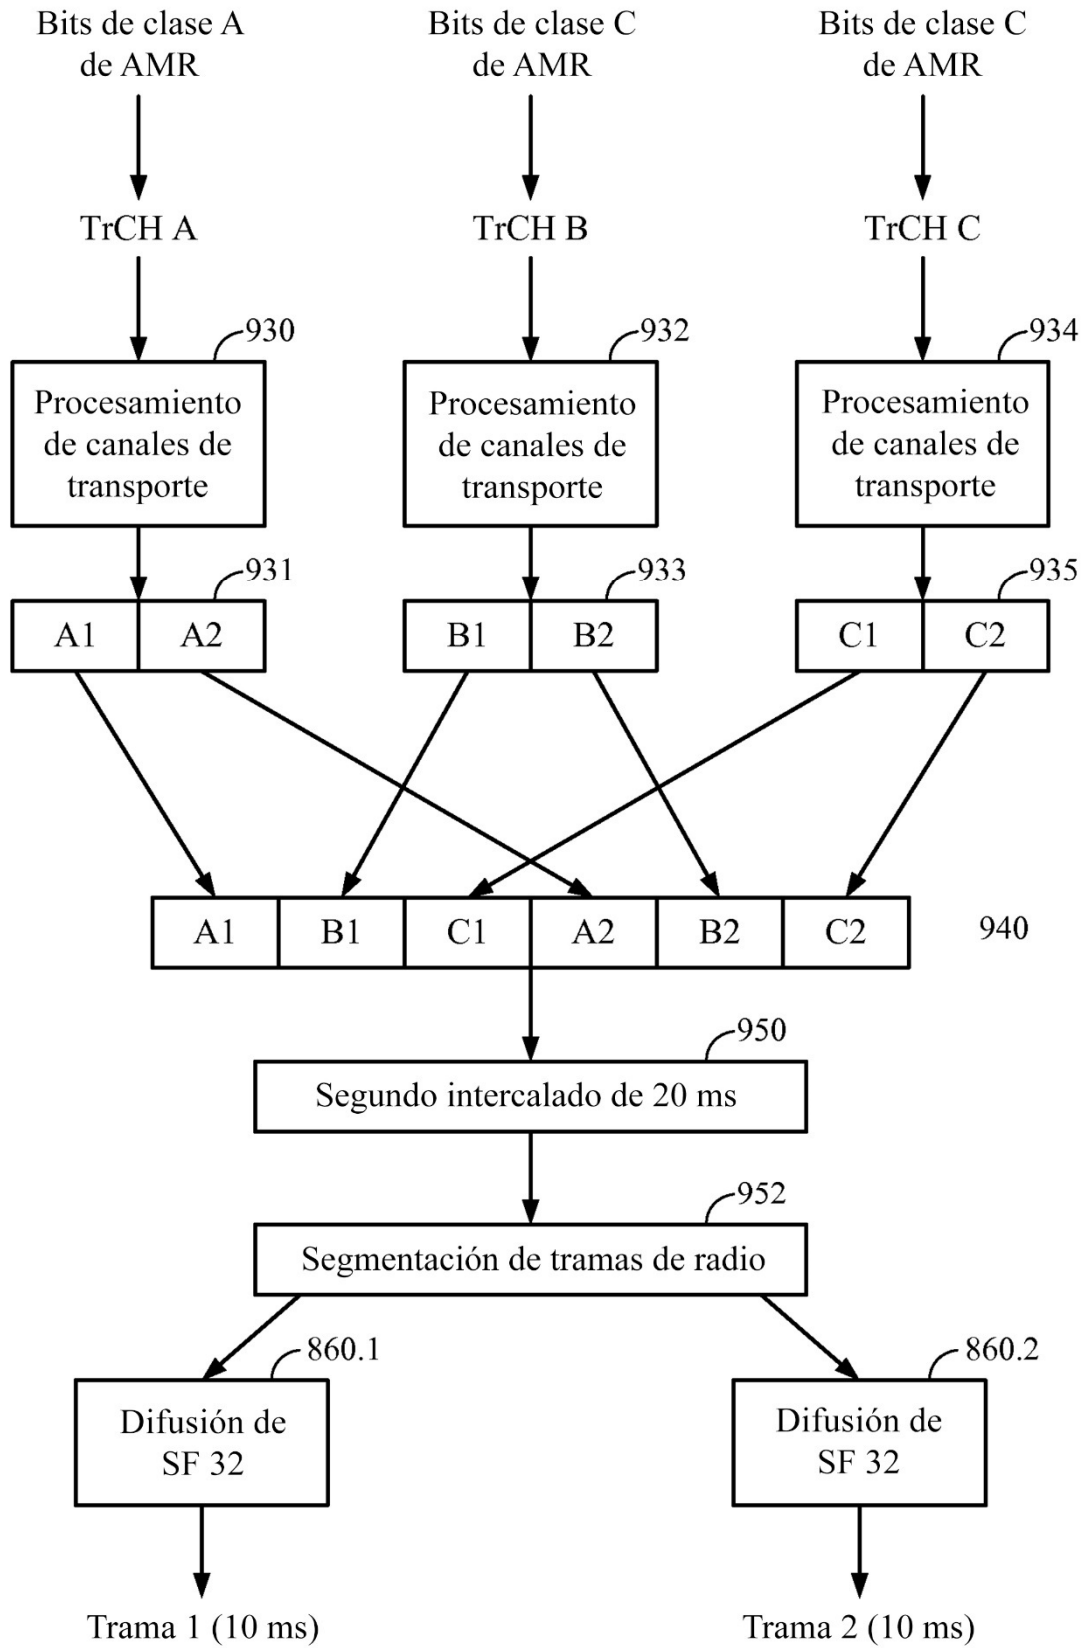 Bits de clase A
de AMR
Bits de clase C
de AMR
Bits de clase C
de AMR
TrCH A
TrCH B
TrCH C
930
932
934
Procesamiento
de canales de
transporte
Procesamiento
de canales de
transporte
Procesamiento
de canales de
transporte
931
933
935
A1 A2
B1 B2
C1 C2
A1 B1 C1 A2 B2 C2
940
950
Segundo intercalado de 20 ms
952
Segmentación de tramas de radio
860.1
860.2
Difusión de
SF 32
Difusión de
SF 32
Trama 1 (10 ms)
Trama 2 (10 ms)